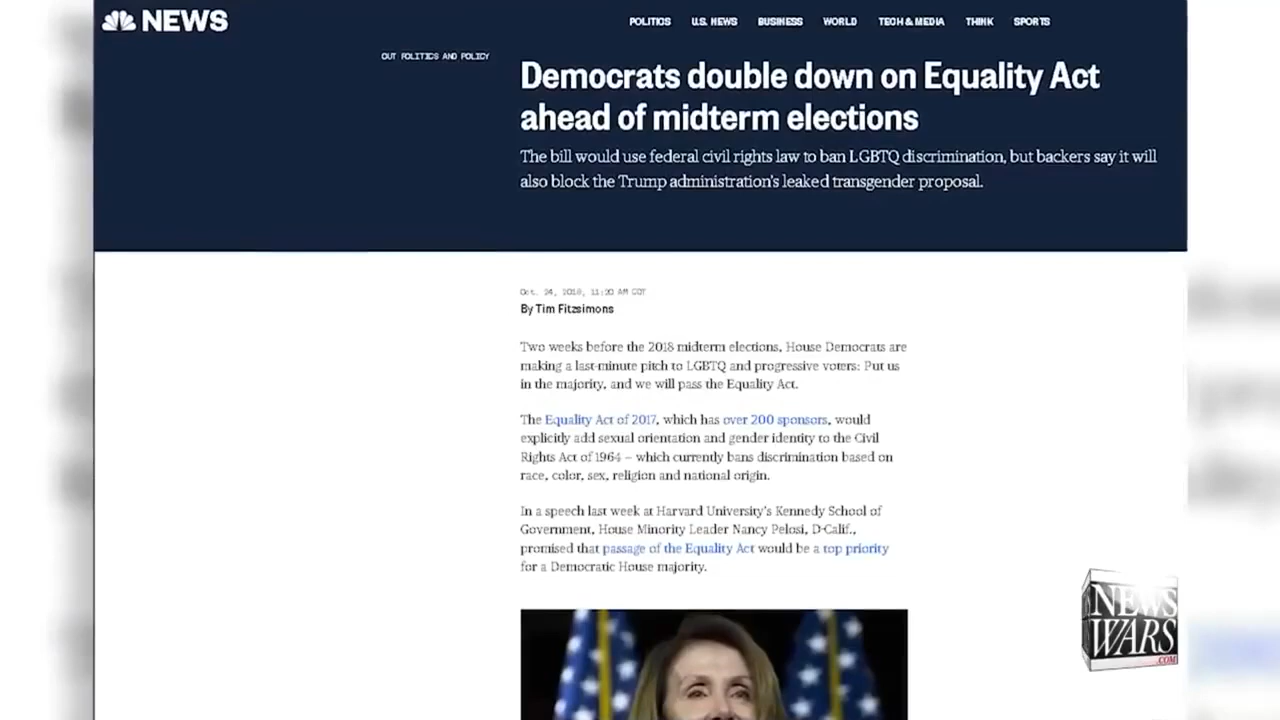 NEWS
POLITICS U.S. NEWS BUSINESS WORLD TECH & MEDIA THINK SPORTS
OUT POLITICS AND POLICY
Democrats double down on Equality Act
ahead of midterm elections
The bill would use federal civil rights law to ban LGBTQ discrimination, but backers say it will
also block the Trump administration's leaked transgender proposal.
Oct. 24, 2018, 11:20 AM CDT
By Tim Fitzsimons
Two weeks before the 2018 midterm elections, House Democrats are
making a last-minute pitch to LGBTQ and progressive voters: Put us
in the majority, and we will pass the Equality Act.
The Equality Act of 2017, which has over 200 sponsors, would
explicitly add sexual orientation and gender identity to the Civil
Rights Act of 1964 – which currently bans discrimination based on
race, color, sex, religion and national origin.
In a speech last week at Harvard University's Kennedy School of
Government, House Minority Leader Nancy Pelosi, D-Calif.,
promised that passage of the Equality Act would be a top priority
for a Democratic House majority.
NEWS
WARS
.COM